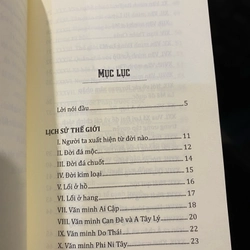 MỤC LỤC
Lời nói đầu 5
LỊCH SỬ THẾ GIỚI
I. Người ta xuất hiện từ đời nào 11
II. Đời đá mộc 12
III. Đời đá chuốt 14
IV. Đời kim loại 15
V. Lối ở hồ 16
VI. Lối ở hang 17
VII. Văn minh Ai Cập 18
VIII. Văn minh Can Đê và A Tây Lý 20
IX. Văn minh Do Thái 22
X. Văn minh Phi Ni Tây 23